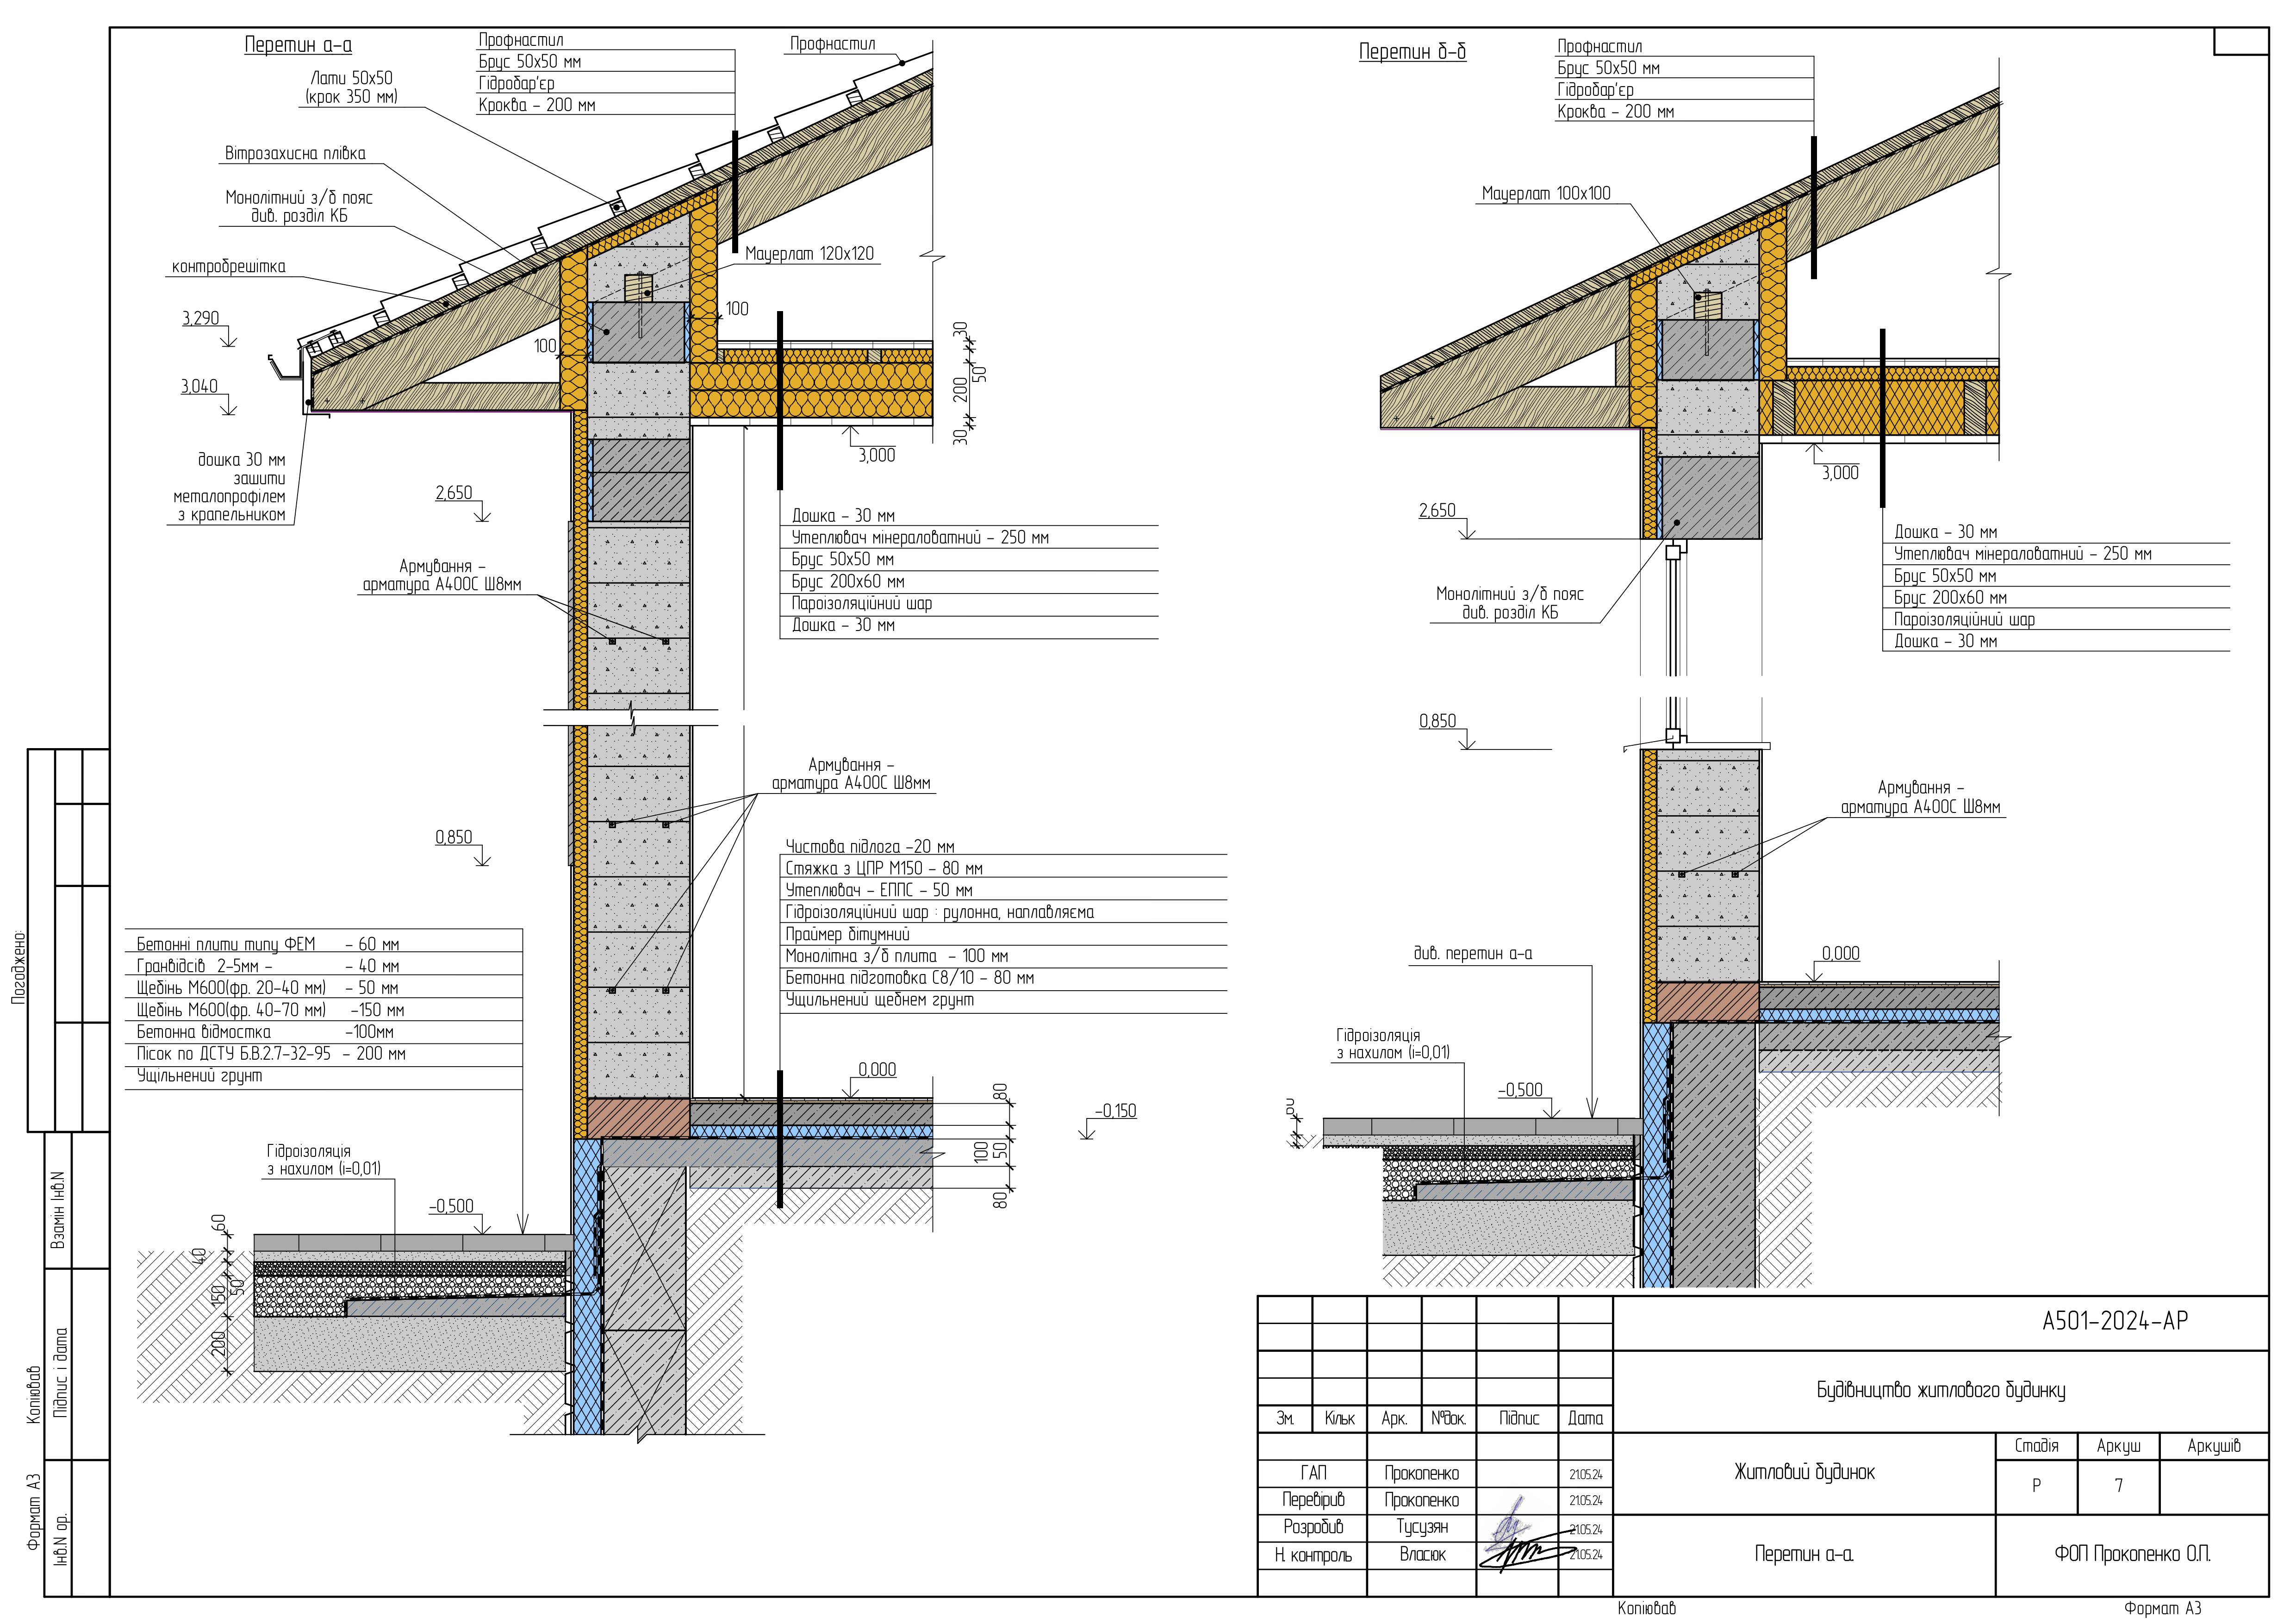 Перетин а-а
Профнастил
Брус 50х50 мм
Гідробар'єр
Кроква - 200 мм
Профнастил
Лати 50х50
(крок 350 мм)
Вітрозахисна плівка
Монолітний з/б пояс
див. розділ КБ
контробрешітка
Мауерлат 120х120
100
100
3,290
3,040
30
50
200
30
3,000
дошка 30 мм
зашити
металопрофілем
з крапельником
2,650
Дошка - 30 мм
Утеплювач мінераловатний - 250 мм
Брус 50х50 мм
Брус 200х60 мм
Пароізоляційний шар
Дошка - 30 мм
Армування -
арматура А400С Ш8мм
Армування -
арматура А400С Ш8мм
0,850
Чистова підлога -20 мм
Стяжка з ЦПР М150 - 80 мм
Утеплювач - ЕППС - 50 мм
Гідроізоляційний шар : рулонна, наплавляєма
Праймер бітумний
Монолітна з/б плита - 100 мм
Бетонна підготовка С8/10 - 80 мм
Ущильнений щебнем грунт
Бетонні плити типу ФЕМ - 60 мм
Гранвідсів 2-5мм - - 40 мм
Щебінь М600(фр. 20-40 мм) - 50 мм
Щебінь М600(фр. 40-70 мм) -150 мм
Бетонна відмостка -100мм
Пісок по ДСТУ Б.В.2.7-32-95 - 200 мм
Ущільнений грунт
0,000
80
50
100
80
-0,150
Гідроізоляція
з нахилом (і=0,01)
-0,500
60
40
50
150
200
Перетин б-б
Профнастил
Брус 50х50 мм
Гідробар'єр
Кроква - 200 мм
Мауерлат 100х100
3,000
2,650
Дошка - 30 мм
Утеплювач мінераловатний - 250 мм
Брус 50х50 мм
Брус 200х60 мм
Пароізоляційний шар
Дошка - 30 мм
Монолітний з/б пояс
див. розділ КБ
0,850
Армування -
арматура А400С Ш8мм
див. перетин а-а
0,000
Гідроізоляція
з нахилом (і=0,01)
-0,500
Погоджено:
Взамін Інв.N
Підпис і дата
Інв.N ор.
Копіював
Формат А3
А501-2024-АР
Будівництво житлового будинку
Зм. Кільк Арк. №док. Підпис Дата
Стадія Аркуш Аркушів
Житловий будинок
Р 7
ГАП Прокопенко 21.05.24
Перевірив Прокопенко 21.05.24
Розробив Тусузян 21.05.24
Н. контроль Власюк 21.05.24
Перетин а-а.
ФОП Прокопенко О.П.
Копіював
Формат А3